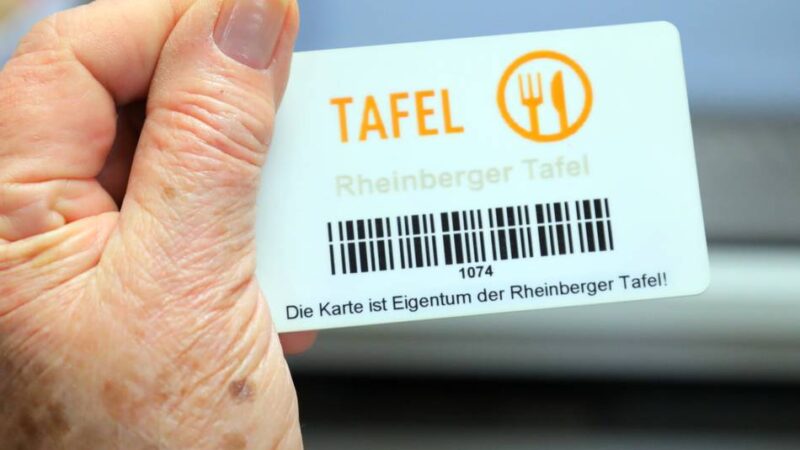 TAFEL
Rheinberger Tafel
1074
Die Karte ist Eigentum der Rheinberger Tafel!